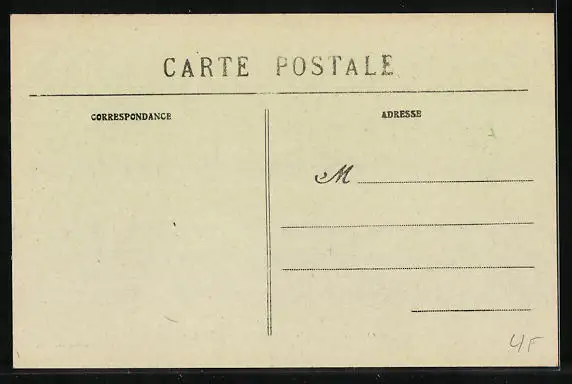 CARTE POSTALE
CORRESPONDANCE
ADRESSE
M
4F